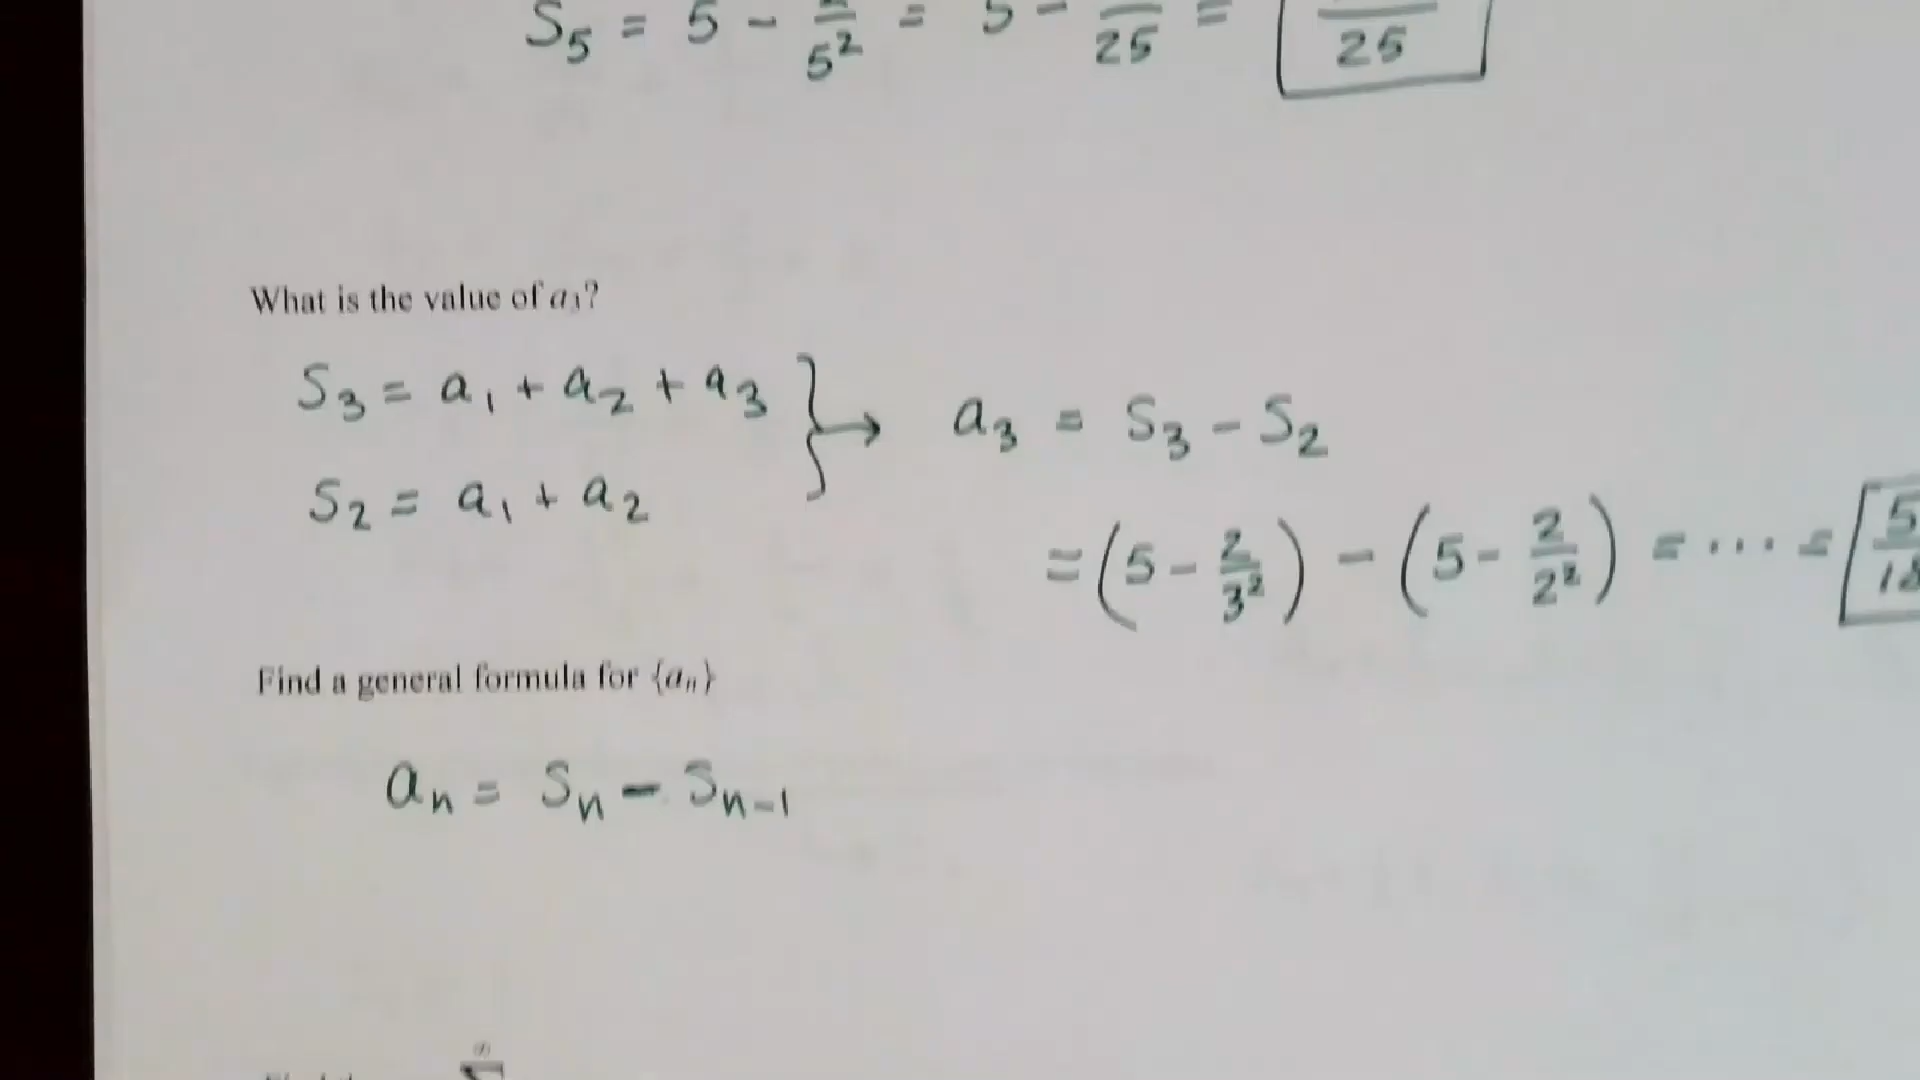 S₅ = 5 - /5² = 5 - /25 = /25
What is the value of a₃?
S₃ = a₁ + a₂ + a₃
S₂ = a₁ + a₂
} → a₃ = S₃ - S₂
= (5 - 2/3²) - (5 - 2/2²) = ... = 5/18
Find a general formula for {aₙ}
aₙ = Sₙ - Sₙ₋₁